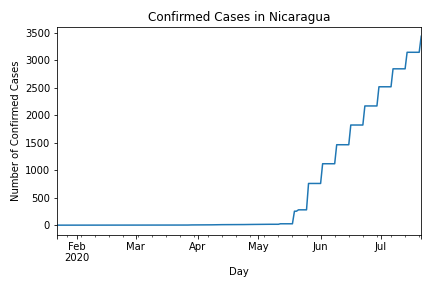 Confirmed Cases in Nicaragua
Number of Confirmed Cases
3500
3000
2500
2000
1500
1000
500
0
Feb Mar Apr May Jun Jul
2020
Day